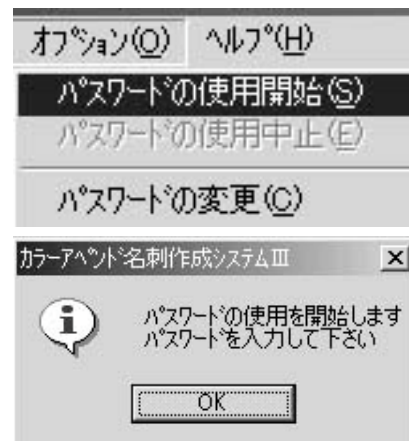 オプション(O) ヘルプ(H)
パスワードの使用開始(S)
パスワードの使用中止(E)
パスワードの変更(C)
カラーアペンド名刺作成システムⅢ
パスワードの使用を開始します
パスワードを入力して下さい
OK